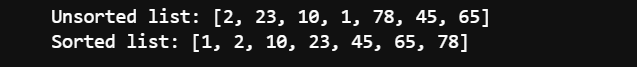 Unsorted list: [2, 23, 10, 1, 78, 45, 65]
Sorted list: [1, 2, 10, 23, 45, 65, 78]